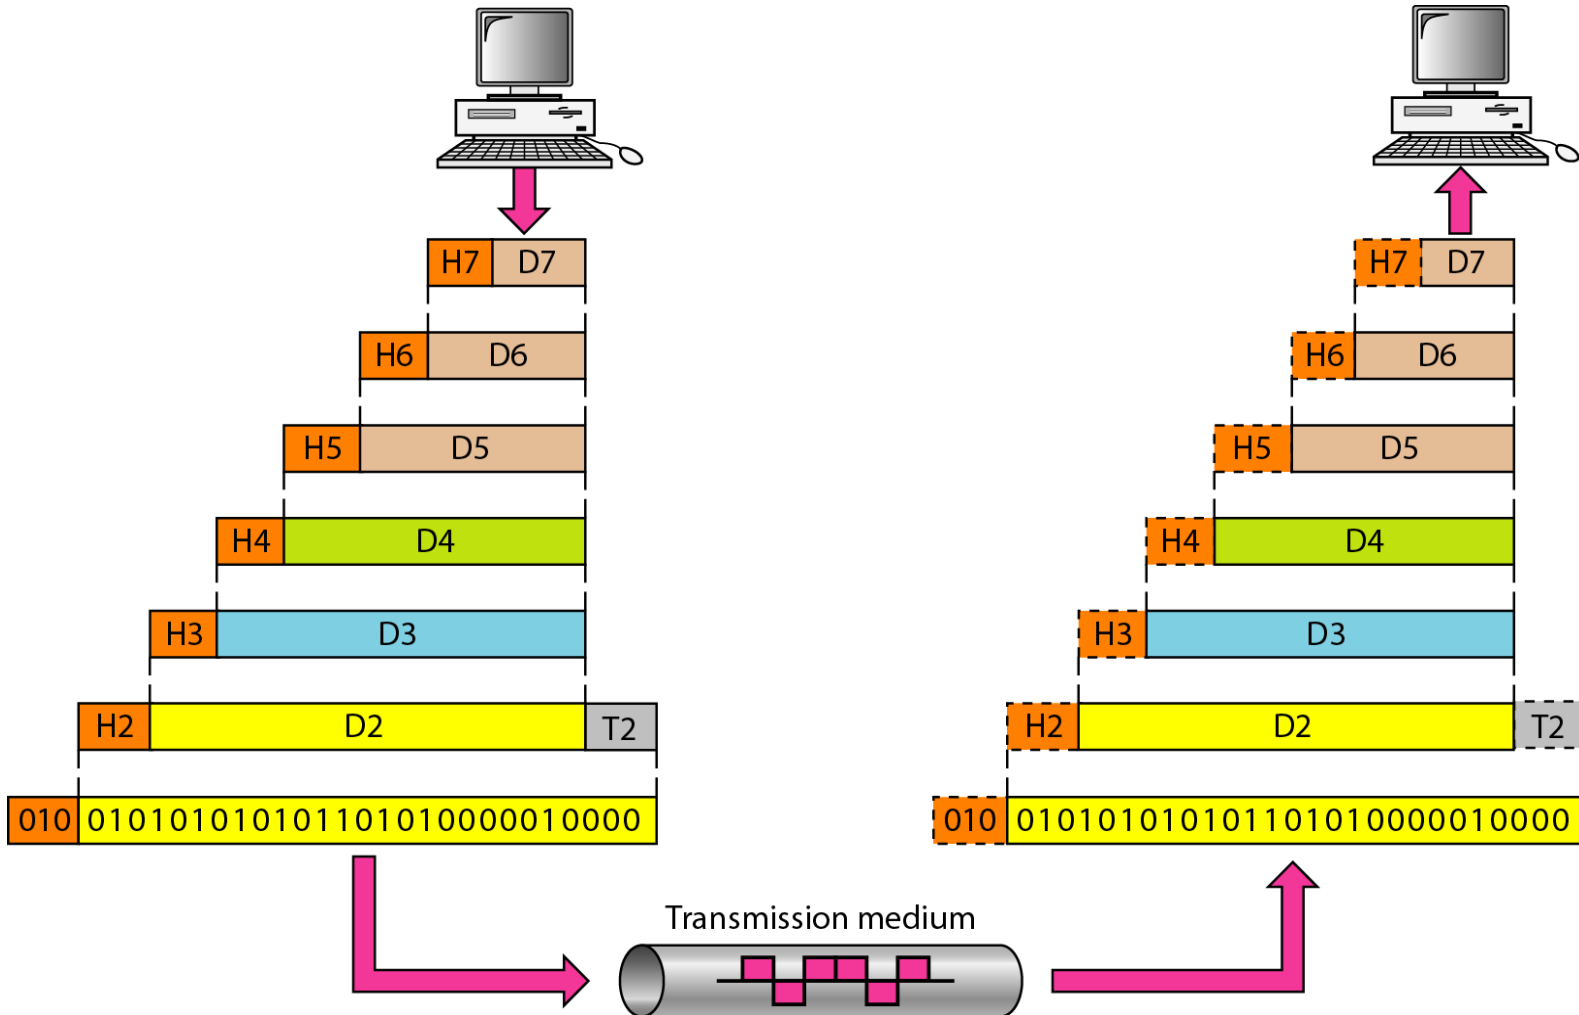 H7 D7
H7 D7
H6 D6
H6 D6
H5 D5
H5 D5
H4 D4
H4 D4
H3 D3
H3 D3
H2 D2 T2
H2 D2 T2
010 010101010101101010000010000
010 010101010101101010000010000
Transmission medium